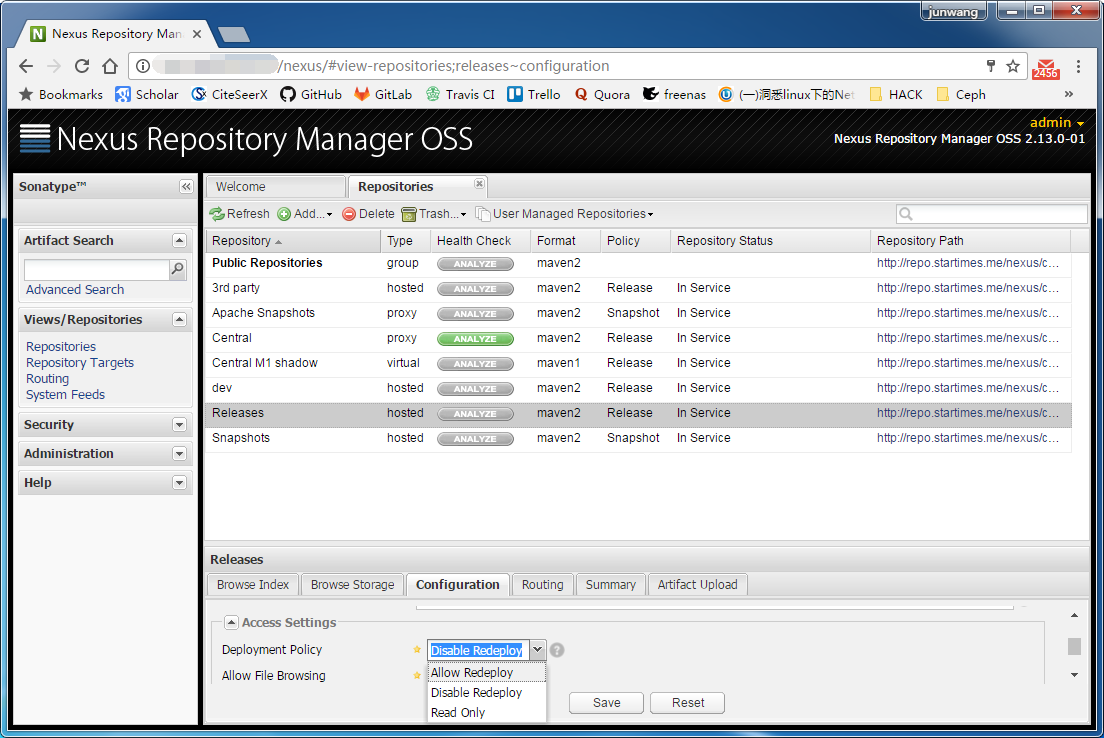 junwang
Nexus Repository Man
/nexus/#view-repositories;releases~configuration
2456
Bookmarks Scholar CiteSeerX GitHub GitLab Travis CI Trello Quora freenas (一)洞悉linux下的Net HACK Ceph »
Nexus Repository Manager OSS
admin
Nexus Repository Manager OSS 2.13.0-01
Sonatype™
Artifact Search
Advanced Search
Views/Repositories
Repositories
Repository Targets
Routing
System Feeds
Security
Administration
Help
Welcome Repositories
Refresh Add... Delete Trash... User Managed Repositories
Repository Type Health Check Format Policy Repository Status Repository Path
Public Repositories group ANALYZE maven2 http://repo.startimes.me/nexus/c...
3rd party hosted ANALYZE maven2 Release In Service http://repo.startimes.me/nexus/c...
Apache Snapshots proxy ANALYZE maven2 Snapshot In Service http://repo.startimes.me/nexus/c...
Central proxy ANALYZE maven2 Release In Service http://repo.startimes.me/nexus/c...
Central M1 shadow virtual ANALYZE maven1 Release In Service http://repo.startimes.me/nexus/c...
dev hosted ANALYZE maven2 Release In Service http://repo.startimes.me/nexus/c...
Releases hosted ANALYZE maven2 Release In Service http://repo.startimes.me/nexus/c...
Snapshots hosted ANALYZE maven2 Snapshot In Service http://repo.startimes.me/nexus/c...
Releases
Browse Index Browse Storage Configuration Routing Summary Artifact Upload
Access Settings
Deployment Policy Disable Redeploy
Allow File Browsing
Allow Redeploy
Disable Redeploy
Read Only
Save Reset